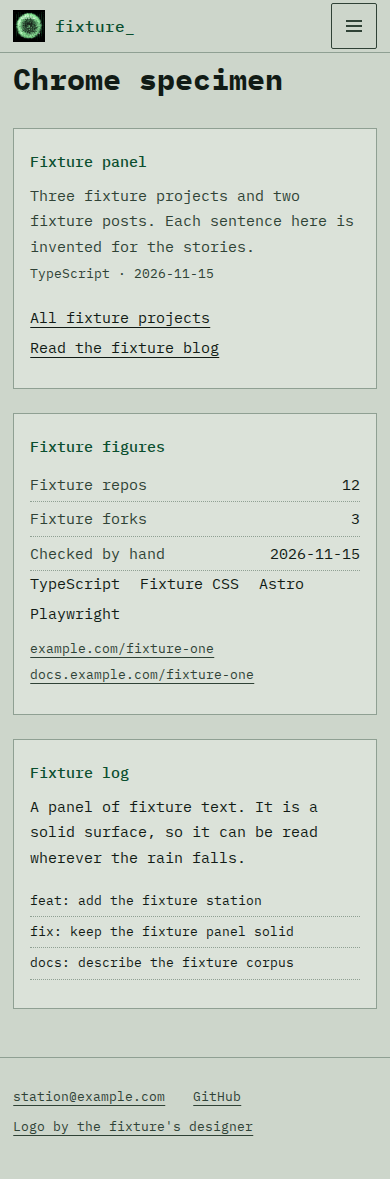 fixture_
Chrome specimen
Fixture panel
Three fixture projects and two
fixture posts. Each sentence here is
invented for the stories.
TypeScript · 2026-11-15
All fixture projects
Read the fixture blog
Fixture figures
Fixture repos 12
Fixture forks 3
Checked by hand 2026-11-15
TypeScript Fixture CSS Astro
Playwright
example.com/fixture-one
docs.example.com/fixture-one
Fixture log
A panel of fixture text. It is a
solid surface, so it can be read
wherever the rain falls.
feat: add the fixture station
fix: keep the fixture panel solid
docs: describe the fixture corpus
station@example.com GitHub
Logo by the fixture's designer